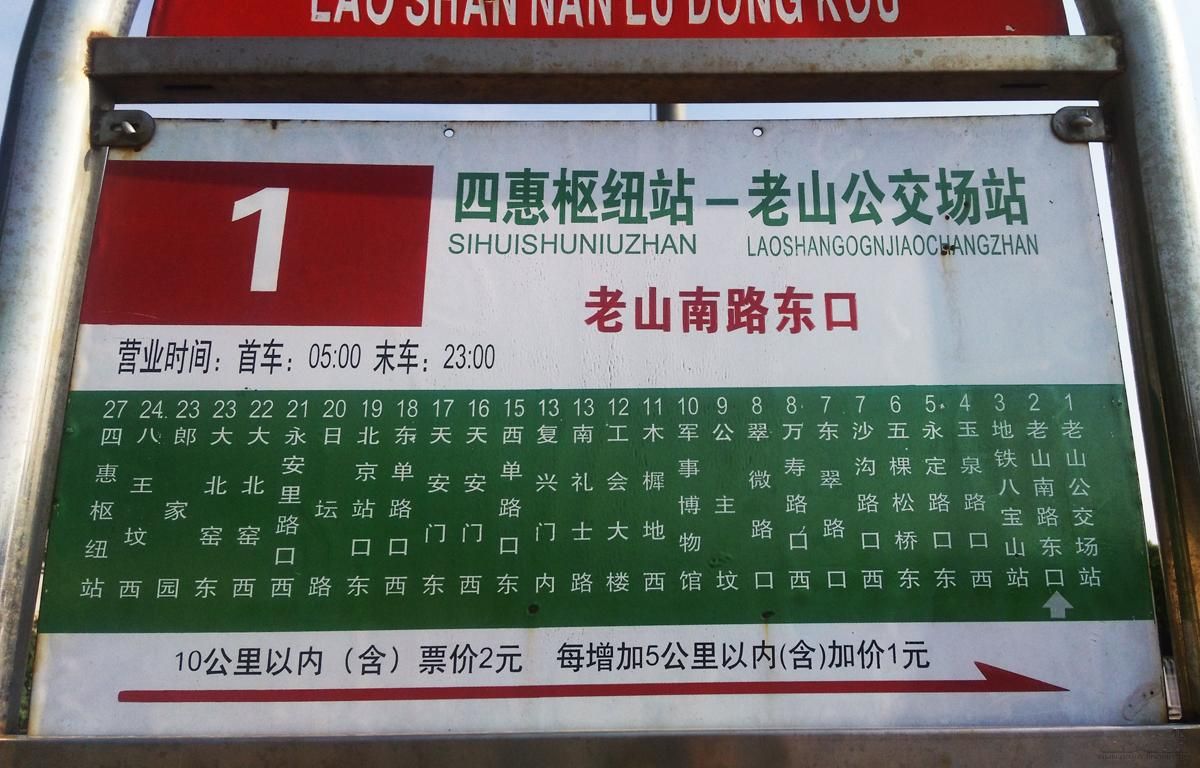 LAO SHAN NAN LU DONG KOU
1
四惠枢纽站－老山公交场站
SIHUISHUNIUZHAN LAOSHANGOGNJIAOCHANGZHAN
老山南路东口
营业时间：首车：05:00 末车：23:00
27 四惠枢纽站
24 八王坟西
23 郎家园
23 大北窑东
22 大北窑西
21 永安里路口西
20 日坛路
19 北京站口东
18 东单路口西
17 天安门东
16 天安门西
15 西单路口东
13 复兴门内
13 南礼士路
12 工会大楼
11 木樨地西
10 军事博物馆
9 公主坟
8 翠微路口
8 万寿路口西
7 东翠路口
7 沙沟路口西
6 五棵松桥东
5 永定路口东
4 玉泉路口西
3 地铁八宝山站
2 老山南路东口
1 老山公交场站
10公里以内（含）票价2元 每增加5公里以内(含)加价1元